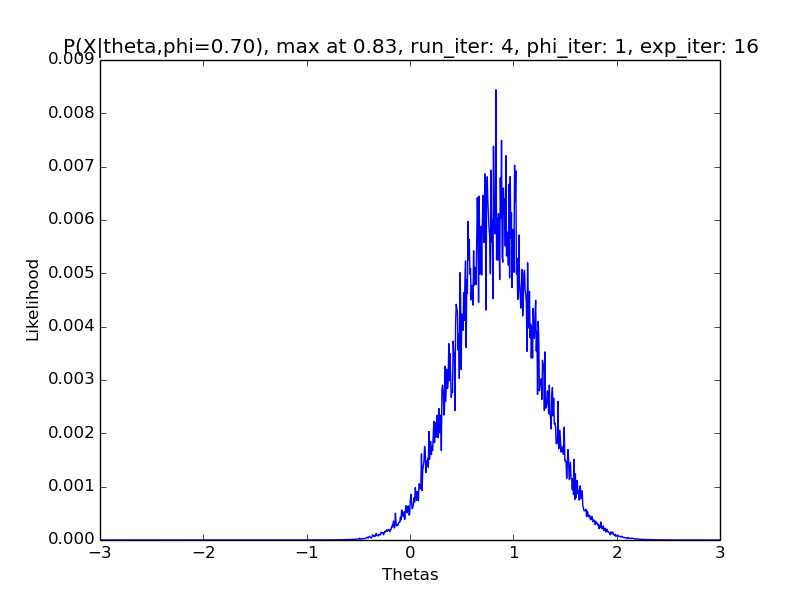 P(X|theta,phi=0.70), max at 0.83, run_iter: 4, phi_iter: 1, exp_iter: 16
0.009
0.008
0.007
0.006
0.005
0.004
0.003
0.002
0.001
0.000
Likelihood
−3 −2 −1 0 1 2 3
Thetas